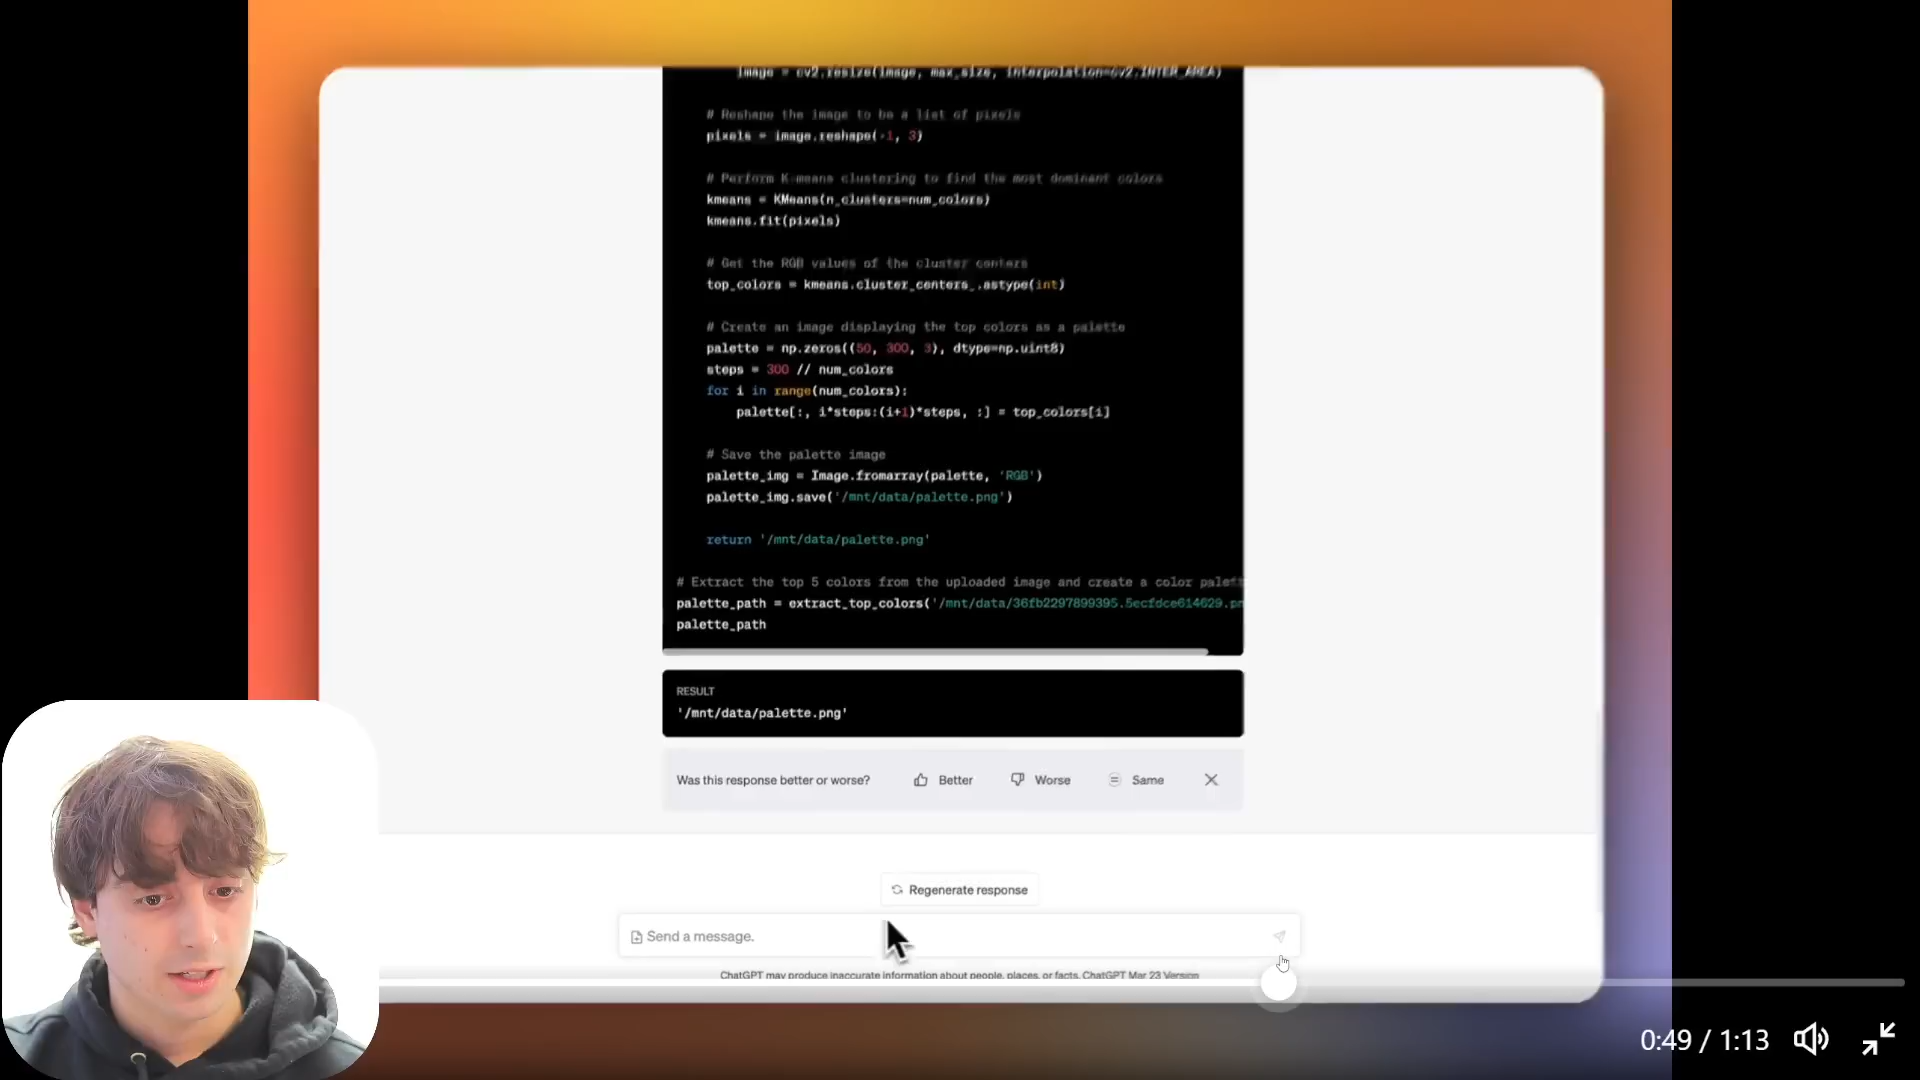 image = cv2.resize(image, max_size, interpolation=cv2.INTER_AREA)
# Reshape the image to be a list of pixels
pixels = image.reshape(-1, 3)
# Perform K-means clustering to find the most dominant colors
kmeans = KMeans(n_clusters=num_colors)
kmeans.fit(pixels)
# Get the RGB values of the cluster centers
top_colors = kmeans.cluster_centers_.astype(int)
# Create an image displaying the top colors as a palette
palette = np.zeros((50, 300, 3), dtype=np.uint8)
steps = 300 // num_colors
for i in range(num_colors):
palette[:, i*steps:(i+1)*steps, :] = top_colors[i]
# Save the palette image
palette_img = Image.fromarray(palette, 'RGB')
palette_img.save('/mnt/data/palette.png')
return '/mnt/data/palette.png'
# Extract the top 5 colors from the uploaded image and create a color palet
palette_path = extract_top_colors('/mnt/data/36fb2297899395.5ecfdce614629.pn
palette_path
RESULT
'/mnt/data/palette.png'
Was this response better or worse? Better Worse Same
Regenerate response
Send a message.
ChatGPT may produce inaccurate information about people, places, or facts. ChatGPT Mar 23 Version
0:49 / 1:13